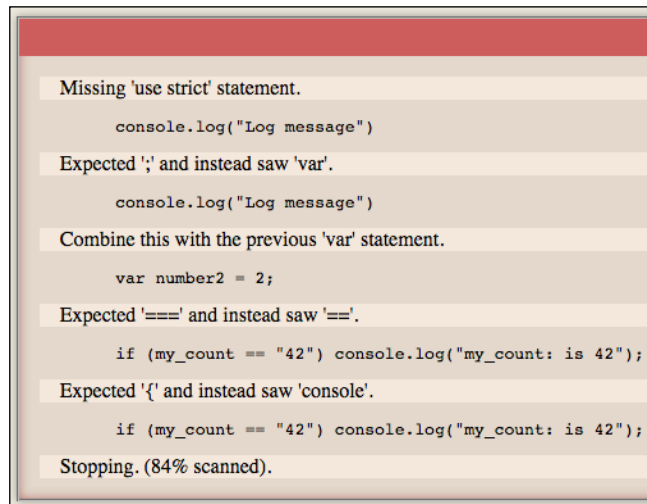 Missing 'use strict' statement.
console.log("Log message")
Expected ';' and instead saw 'var'.
console.log("Log message")
Combine this with the previous 'var' statement.
var number2 = 2;
Expected '===' and instead saw '=='.
if (my_count == "42") console.log("my_count: is 42");
Expected '{' and instead saw 'console'.
if (my_count == "42") console.log("my_count: is 42");
Stopping. (84% scanned).